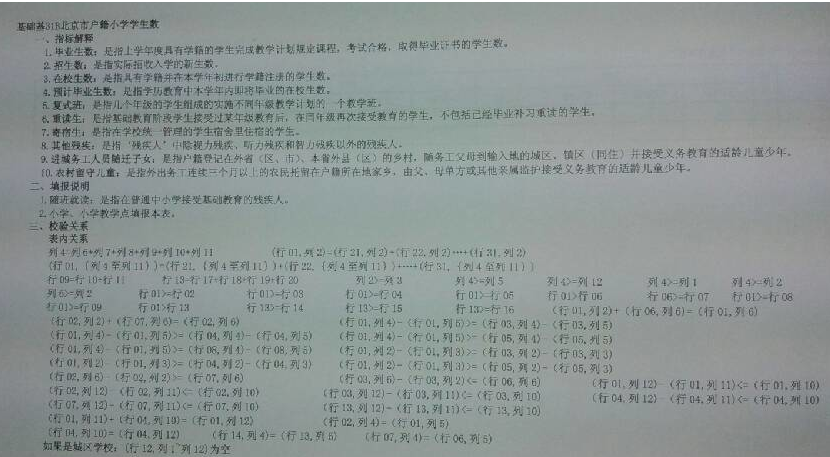 基础基31B北京市户籍小学学生数
一、指标解释
1.毕业生数：是指上学年度具有学籍的学生完成教学计划规定课程，考试合格，取得毕业证书的学生数。
2.招生数：是指实际招收入学的新生数。
3.在校生数：是指具有学籍并在本学年初进行学籍注册的学生数。
4.预计毕业生数：是指学历教育中本学年内即将毕业的在校生数。
5.复式班：是指几个年级的学生组成的实施不同年级教学计划的一个教学班。
6.重读生：是指基础教育阶段学生接受过某年级教育后，在同年级再次接受教育的学生，不包括已经毕业补习重读的学生。
7.寄宿生：是指在学校统一管理的学生宿舍里住宿的学生。
8.其他残疾：是指‘残疾人’中除视力残疾、听力残疾和智力残疾以外的残疾人。
9.进城务工人员随迁子女：是指户籍登记在外省（区、市）、本省外县（区）的乡村，随务工父母到输入地的城区、镇区（同住）并接受义务教育的适龄儿童少年。
10.农村留守儿童：是指外出务工连续三个月以上的农民托留在户籍所在地家乡，由父、母单方或其他亲属监护接受义务教育的适龄儿童少年。
二、填报说明
1.随班就读：是指在普通中小学接受基础教育的残疾人。
2.小学、小学教学点填报本表。
三、校验关系
表内关系
列4=列6+列7+列8+列9+列10+列11 (行01,列2)=(行21,列2)+(行22,列2)+…+(行31,列2)
(行01,（列4至列11）)=(行21,（列4至列11）)+(行22,（列4至列11）)+…+(行31,（列4至列11）)
行09=行10+行11 行13=行17+行18+行19+行20 列2>=列3 列4>=列5 列4>=列12 列4>=列1 列4>=列2
列6>=列2 行01>=行02 行01>=行03 行01>=行04 行01>=行05 行01>行06 行06>=行07 行01>=行08
行01>=行09 行01>行13 行13>=行14 行13>=行15 行13>=行16 (行01,列2)+(行06,列6)=(行01,列6)
(行02,列2)+(行07,列6)=(行02,列6) (行01,列4)-(行01,列5)>=(行03,列4)-(行03,列5)
(行01,列4)-(行01,列5)>=(行04,列4)-(行04,列5) (行01,列4)-(行01,列5)>=(行05,列4)-(行05,列5)
(行01,列4)-(行01,列5)>=(行08,列4)-(行08,列5) (行01,列2)-(行01,列3)>=(行03,列2)-(行03,列3)
(行01,列2)-(行01,列3)>=(行04,列2)-(行04,列3) (行01,列2)-(行01,列3)>=(行05,列2)-(行05,列3)
(行02,列6)-(行02,列2)>=(行07,列6) (行03,列6)-(行03,列2)<=(行06,列6) (行01,列12)-(行01,列11)<=(行01,列10)
(行02,列12)-(行02,列11)<=(行02,列10) (行03,列12)-(行03,列11)<=(行03,列10) (行04,列12)-(行04,列11)<=(行04,列10)
(行07,列12)-(行07,列11)<=(行07,列10) (行13,列12)-(行13,列11)<=(行13,列10)
(行01,列11)+(行04,列10)=(行01,列12) (行02,列4)=(行01,列5)
(行04,列10)=(行04,列12) (行14,列4)=(行13,列5) (行07,列4)=(行06,列5)
如果是城区学校：(行12,列1~列12)为空